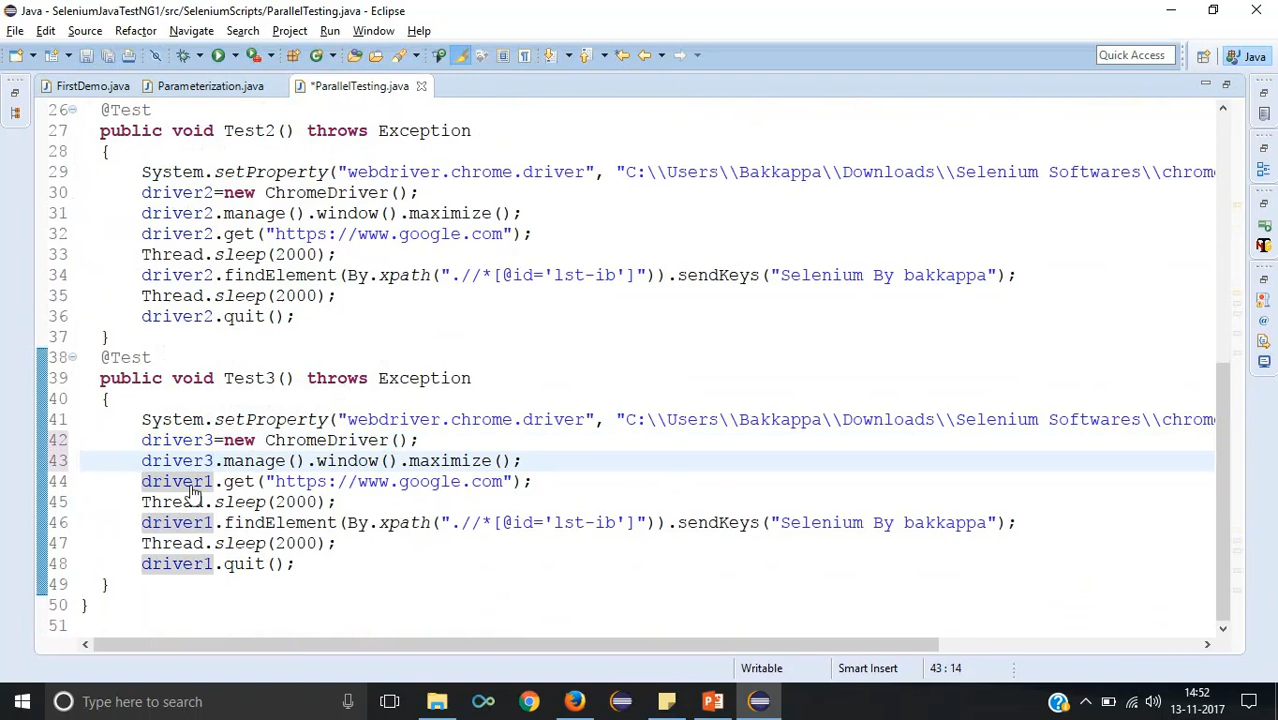 Java - SeleniumJavaTestNG1/src/SeleniumScripts/ParallelTesting.java - Eclipse
File Edit Source Refactor Navigate Search Project Run Window Help
Quick Access
Java
FirstDemo.java
Parameterization.java
*ParallelTesting.java
26 @Test
27 public void Test2() throws Exception
28 {
29 System.setProperty("webdriver.chrome.driver", "C:\\Users\\Bakkappa\\Downloads\\Selenium Softwares\\chrom
30 driver2=new ChromeDriver();
31 driver2.manage().window().maximize();
32 driver2.get("https://www.google.com");
33 Thread.sleep(2000);
34 driver2.findElement(By.xpath(".//*[@id='lst-ib']")).sendKeys("Selenium By bakkappa");
35 Thread.sleep(2000);
36 driver2.quit();
37 }
38 @Test
39 public void Test3() throws Exception
40 {
41 System.setProperty("webdriver.chrome.driver", "C:\\Users\\Bakkappa\\Downloads\\Selenium Softwares\\chrom
42 driver3=new ChromeDriver();
43 driver3.manage().window().maximize();
44 driver1.get("https://www.google.com");
45 Thread.sleep(2000);
46 driver1.findElement(By.xpath(".//*[@id='lst-ib']")).sendKeys("Selenium By bakkappa");
47 Thread.sleep(2000);
48 driver1.quit();
49 }
50 }
51
Writable Smart Insert 43 : 14
Type here to search
14:52
13-11-2017